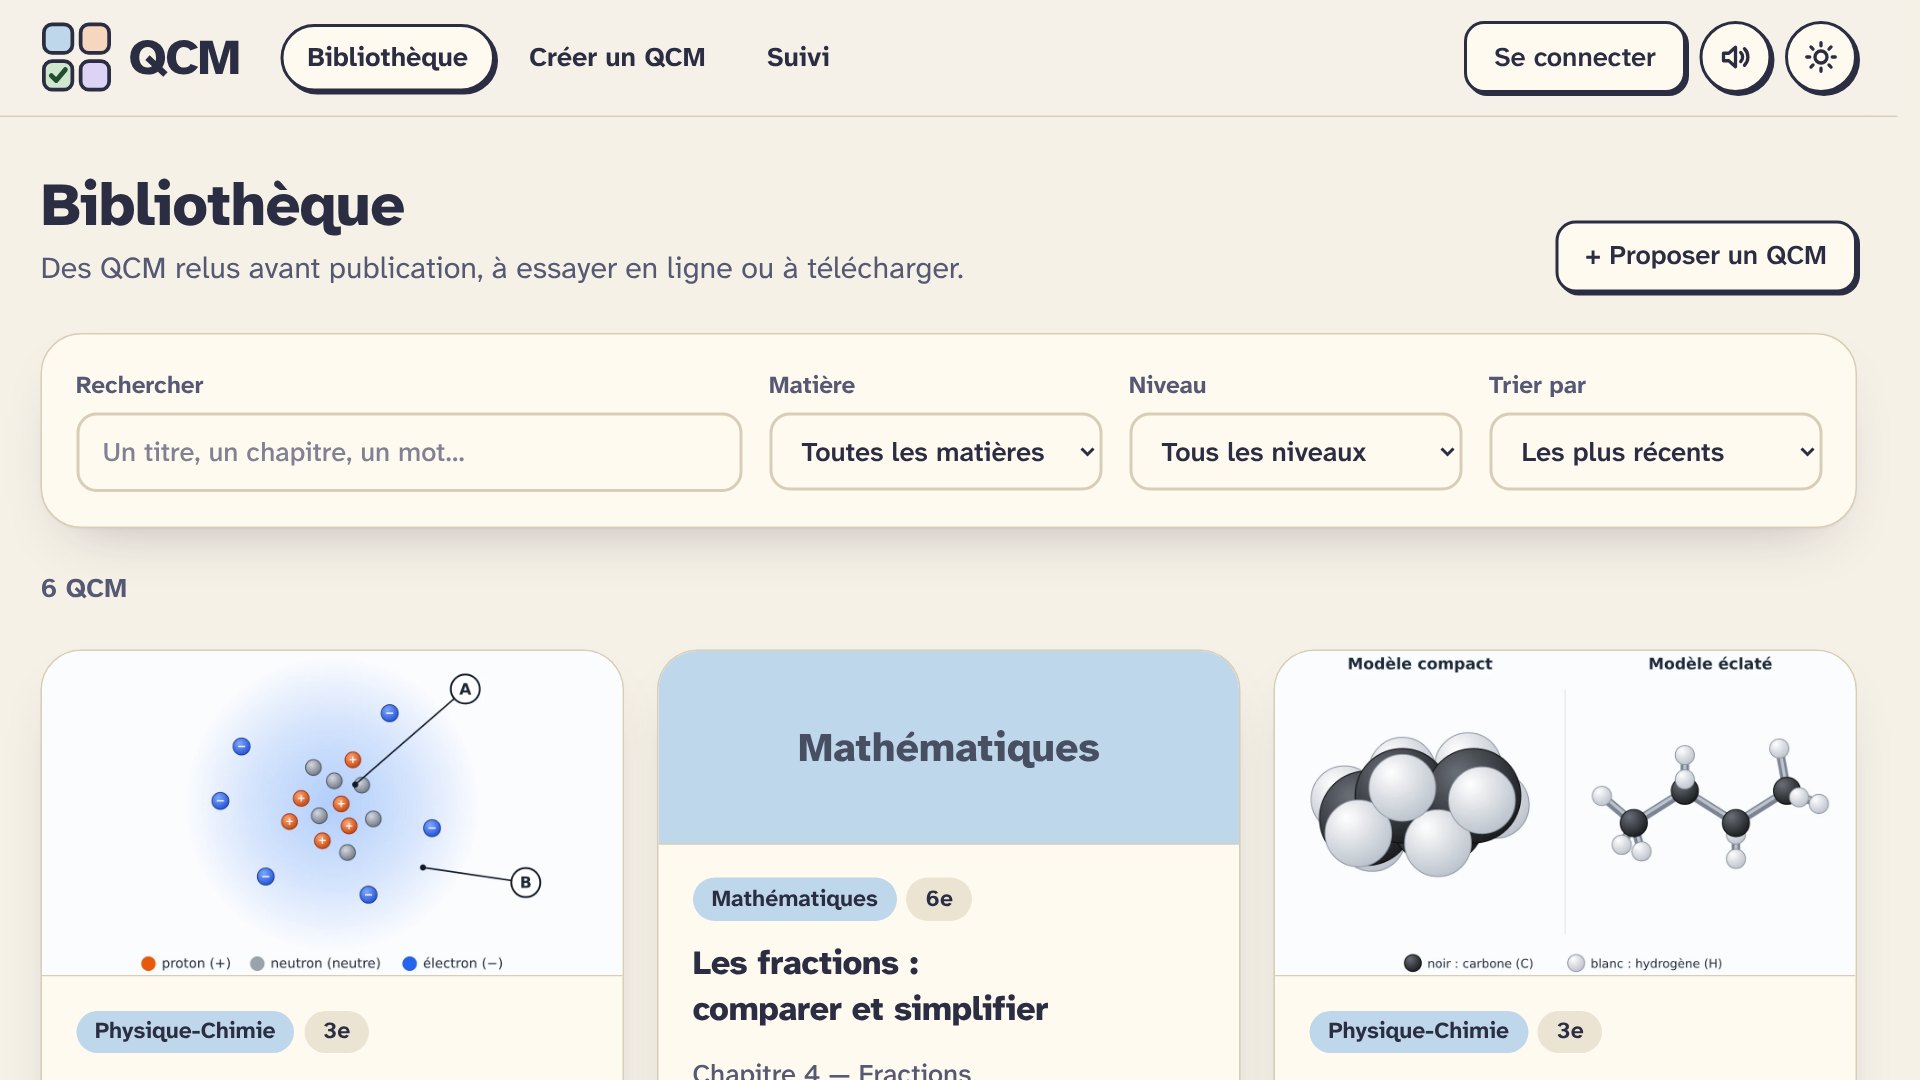 QCM
Bibliothèque
Créer un QCM
Suivi
Se connecter
Bibliothèque
Des QCM relus avant publication, à essayer en ligne ou à télécharger.
+ Proposer un QCM
Rechercher
Matière
Niveau
Trier par
Un titre, un chapitre, un mot...
Toutes les matières
Tous les niveaux
Les plus récents
6 QCM
A
B
proton (+)
neutron (neutre)
électron (−)
Physique-Chimie
3e
Mathématiques
Mathématiques
6e
Les fractions :
comparer et simplifier
Chapitre 4 — Fractions
Modèle compact
Modèle éclaté
noir : carbone (C)
blanc : hydrogène (H)
Physique-Chimie
3e